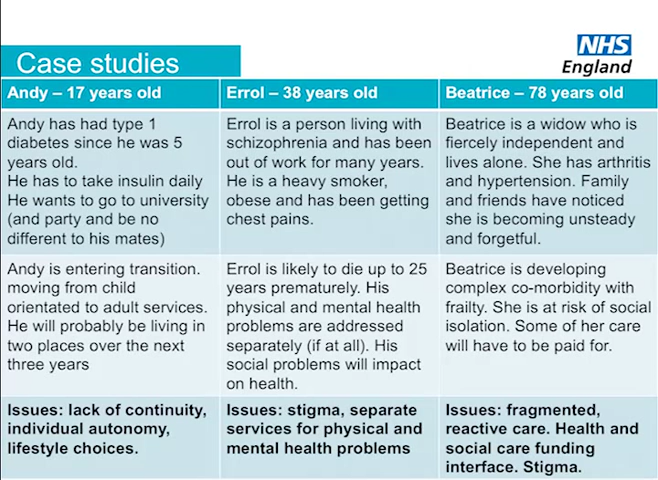 NHS
England
Case studies
Andy – 17 years old
Andy has had type 1
diabetes since he was 5
years old.
He has to take insulin daily
He wants to go to university
(and party and be no
different to his mates)
Andy is entering transition.
moving from child
orientated to adult services.
He will probably be living in
two places over the next
three years
Issues: lack of continuity,
individual autonomy,
lifestyle choices.
Errol – 38 years old
Errol is a person living with
schizophrenia and has been
out of work for many years.
He is a heavy smoker,
obese and has been getting
chest pains.
Errol is likely to die up to 25
years prematurely. His
physical and mental health
problems are addressed
separately (if at all). His
social problems will impact
on health.
Issues: stigma, separate
services for physical and
mental health problems
Beatrice – 78 years old
Beatrice is a widow who is
fiercely independent and
lives alone. She has arthritis
and hypertension. Family
and friends have noticed
she is becoming unsteady
and forgetful.
Beatrice is developing
complex co-morbidity with
frailty. She is at risk of social
isolation. Some of her care
will have to be paid for.
Issues: fragmented,
reactive care. Health and
social care funding
interface. Stigma.